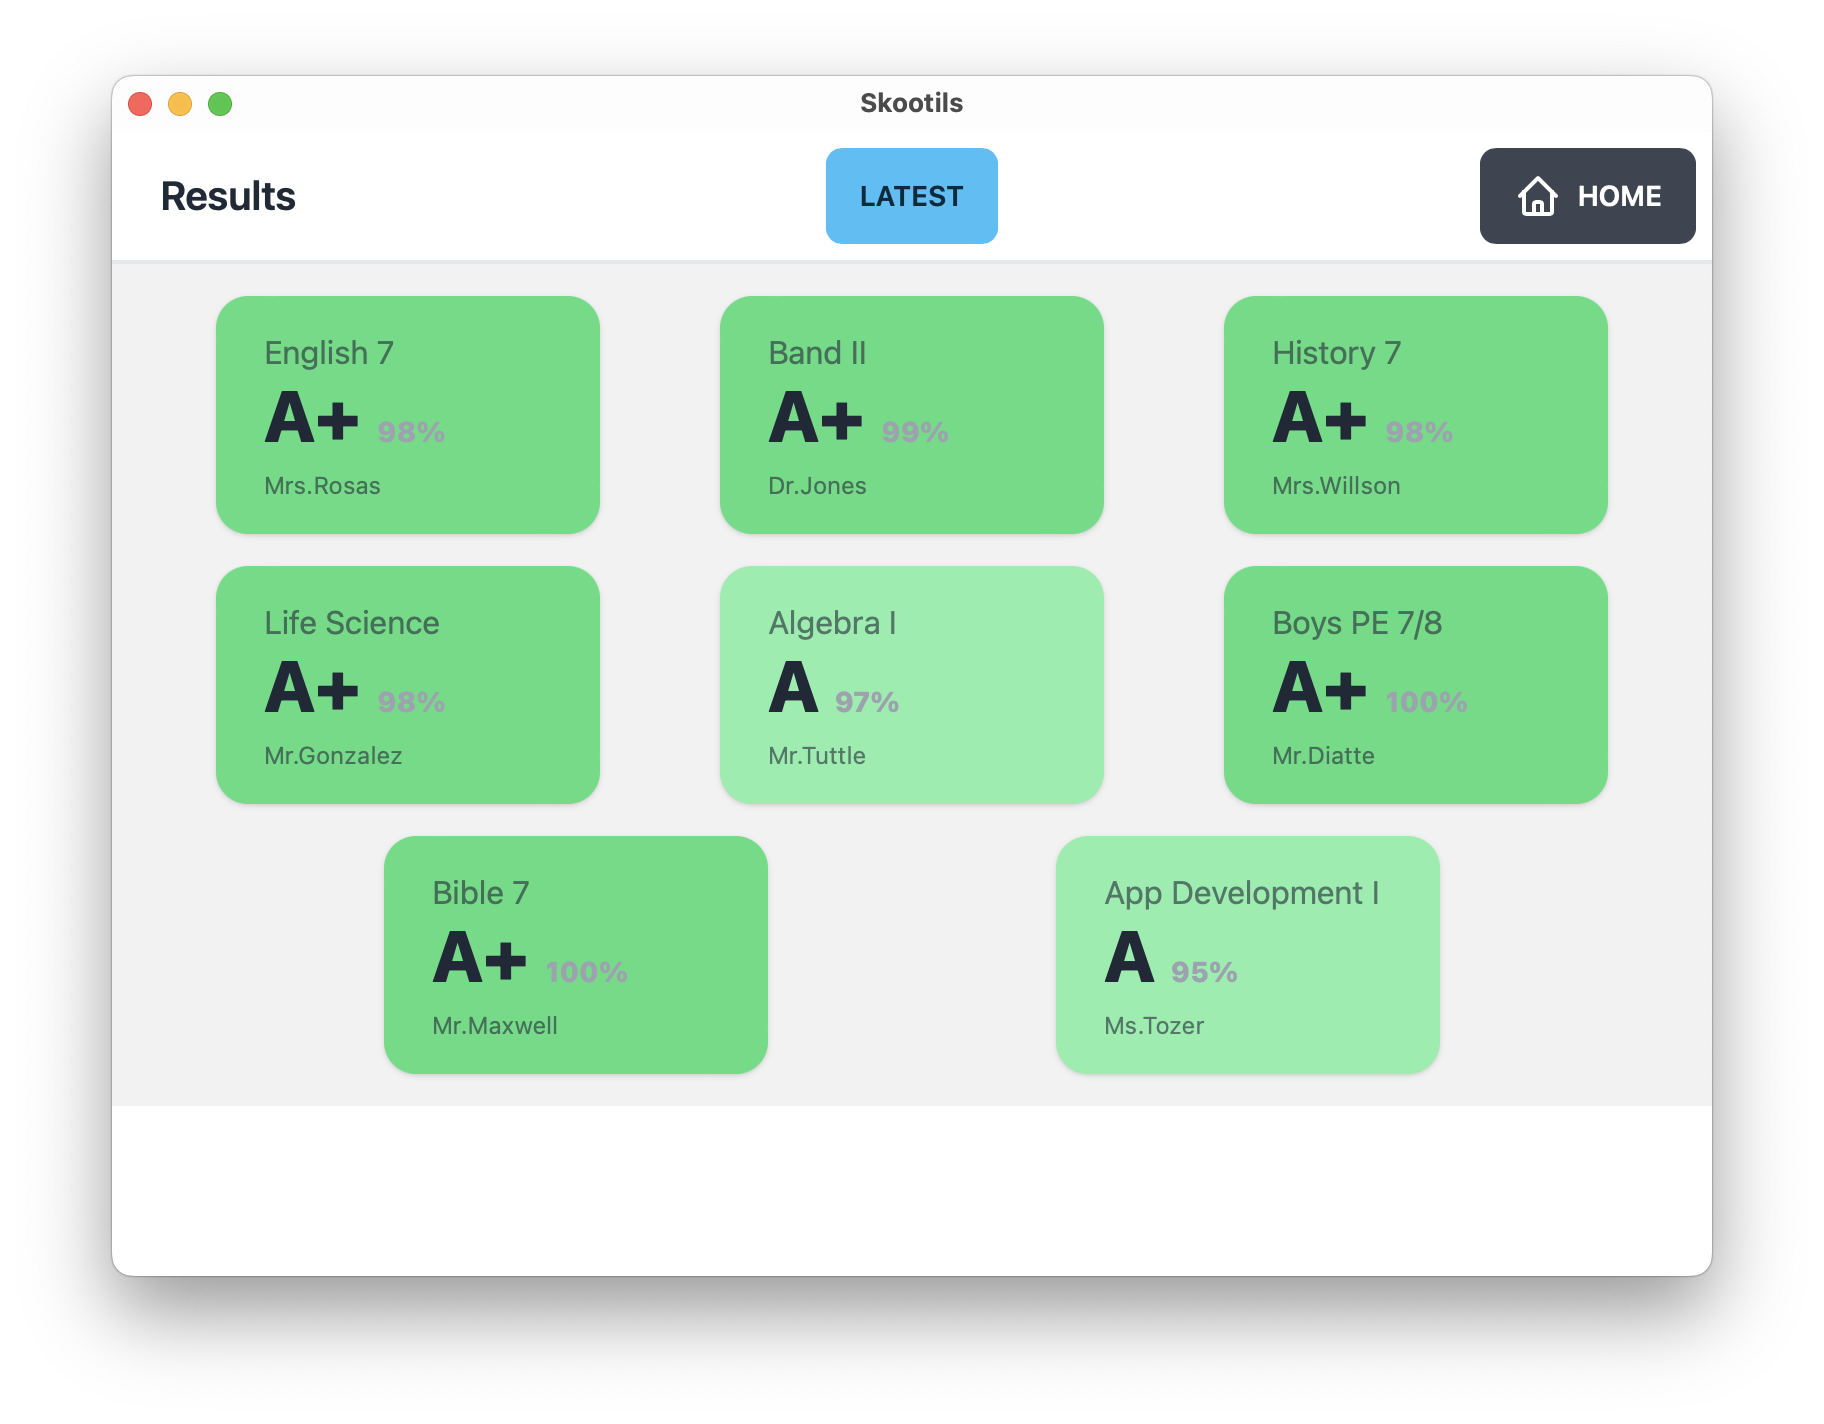 Skootils
Results
LATEST
HOME
English 7
A+ 98%
Mrs.Rosas
Band II
A+ 99%
Dr.Jones
History 7
A+ 98%
Mrs.Willson
Life Science
A+ 98%
Mr.Gonzalez
Algebra I
A 97%
Mr.Tuttle
Boys PE 7/8
A+ 100%
Mr.Diatte
Bible 7
A+ 100%
Mr.Maxwell
App Development I
A 95%
Ms.Tozer